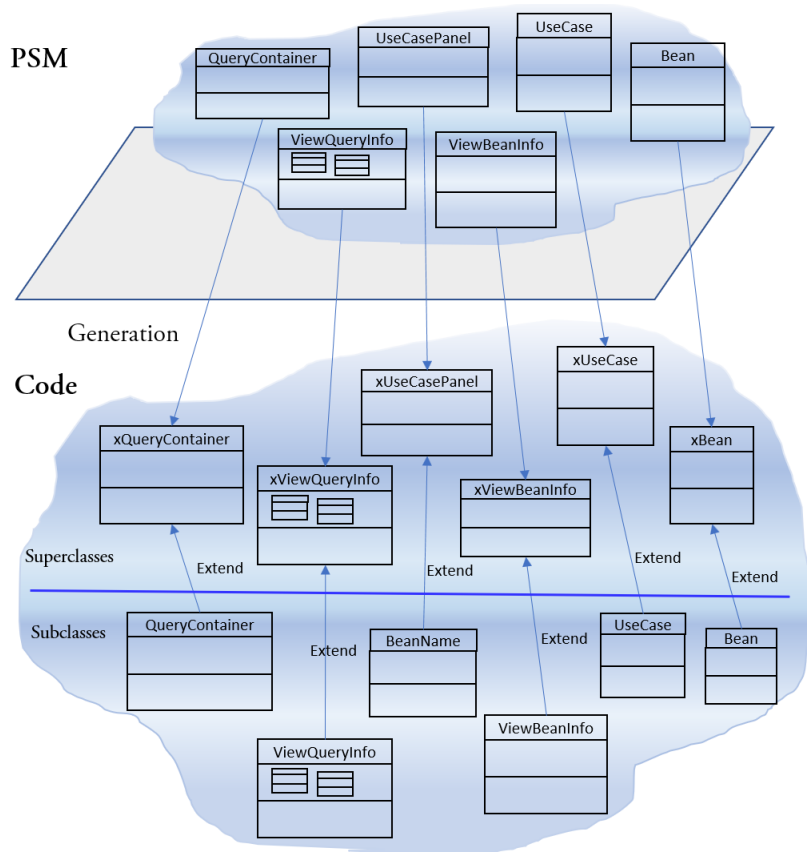 PSM
QueryContainer
UseCasePanel
UseCase
Bean
ViewQueryInfo
ViewBeanInfo
Generation
Code
xQueryContainer
xViewQueryInfo
xUseCasePanel
xViewBeanInfo
xUseCase
xBean
Superclasses
Extend
Extend
Extend
Subclasses
QueryContainer
Extend
BeanName
Extend
UseCase
Bean
ViewQueryInfo
ViewBeanInfo